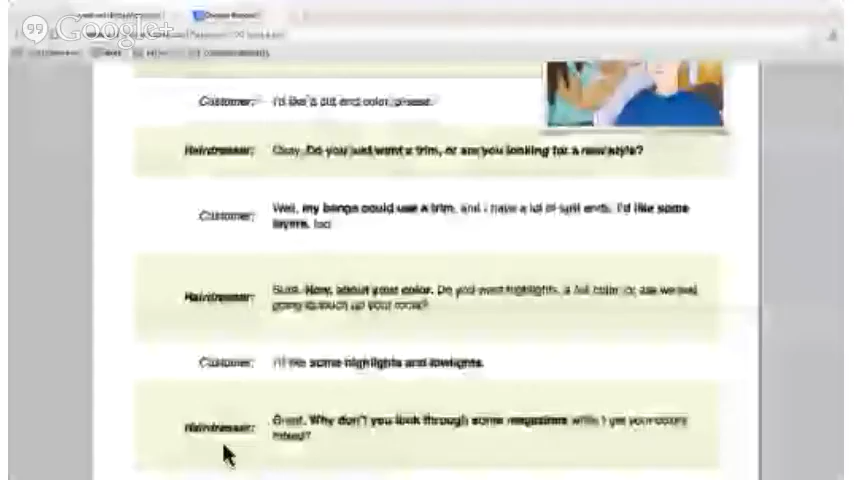 99 Google+
Customer: I'd like a cut and color, please.
Hairdresser: Okay. Do you just want a trim, or are you looking for a new style?
Customer: Well, my bangs could use a trim, and I have a lot of split ends. I'd like some
layers, too.
Hairdresser: Sure. Now, about your color. Do you want highlights, a full color, or are we just
going to touch up your roots?
Customer: I'd like some highlights and lowlights.
Hairdresser: Great. Why don't you look through some magazines while I get your colors
mixed?